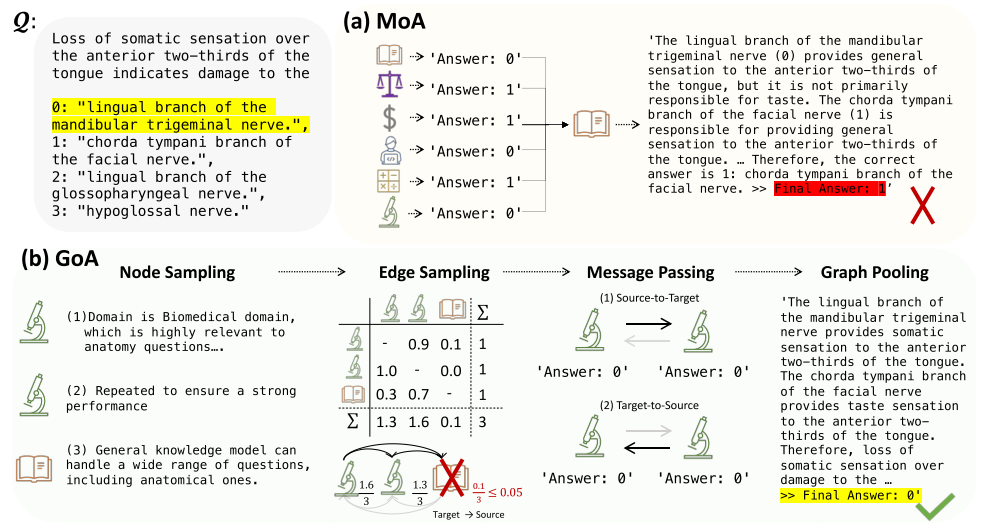 Q:
Loss of somatic sensation over
the anterior two-thirds of the
tongue indicates damage to the
0: "lingual branch of the
mandibular trigeminal nerve.",
1: "chorda tympani branch of
the facial nerve.",
2: "lingual branch of the
glossopharyngeal nerve.",
3: "hypoglossal nerve."
(a) MoA
'Answer: 0'
'Answer: 1'
$
'Answer: 1'
'Answer: 0'
'Answer: 1'
'Answer: 0'
'The lingual branch of the mandibular
trigeminal nerve (0) provides general
sensation to the anterior two-thirds of
the tongue, but it is not primarily
responsible for taste. The chorda tympani
branch of the facial nerve (1) is
responsible for providing general
sensation to the anterior two-thirds of
the tongue. … Therefore, the correct
answer is 1: chorda tympani branch of the
facial nerve. >> Final Answer: 1’
(b) GoA
Node Sampling
Edge Sampling
Message Passing
Graph Pooling
(1)Domain is Biomedical domain,
which is highly relevant to
anatomy questions….
(2) Repeated to ensure a strong
performance
(3) General knowledge model can
handle a wide range of questions,
including anatomical ones.
Σ
- 0.9 0.1 1
1.0 - 0.0 1
0.3 0.7 - 1
Σ 1.3 1.6 0.1 3
1.6/3 1.3/3 0.1/3 ≤ 0.05
Target → Source
(1) Source-to-Target
'Answer: 0' 'Answer: 0'
(2) Target-to-Source
'Answer: 0' 'Answer: 0'
'The lingual branch of
the mandibular trigeminal
nerve provides somatic
sensation to the anterior
two-thirds of the tongue.
The chorda tympani branch
of the facial nerve
provides taste sensation
to the anterior two-
thirds of the tongue.
Therefore, loss of
somatic sensation over
damage to the …
>> Final Answer: 0'